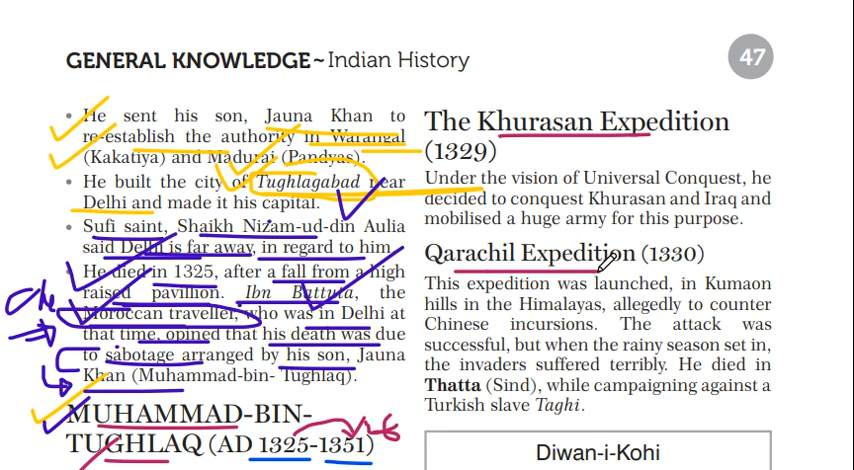 GENERAL KNOWLEDGE~Indian History
47
• He sent his son, Jauna Khan to
re-establish the authority in Warangal
(Kakatiya) and Madurai (Pandyas).
• He built the city of Tughlagabad near
Delhi and made it his capital.
• Sufi saint, Shaikh Nizam-ud-din Aulia
said Delhi is far away, in regard to him.
• He died in 1325, after a fall from a high
raised pavillion. Ibn Battuta, the
Moroccan traveller, who was in Delhi at
that time, opined that his death was due
to sabotage arranged by his son, Jauna
Khan (Muhammad-bin- Tughlaq).
MUHAMMAD-BIN-
TUGHLAQ (AD 1325-1351)
The Khurasan Expedition
(1329)
Under the vision of Universal Conquest, he
decided to conquest Khurasan and Iraq and
mobilised a huge army for this purpose.
Qarachil Expedition (1330)
This expedition was launched, in Kumaon
hills in the Himalayas, allegedly to counter
Chinese incursions. The attack was
successful, but when the rainy season set in,
the invaders suffered terribly. He died in
Thatta (Sind), while campaigning against a
Turkish slave Taghi.
Diwan-i-Kohi